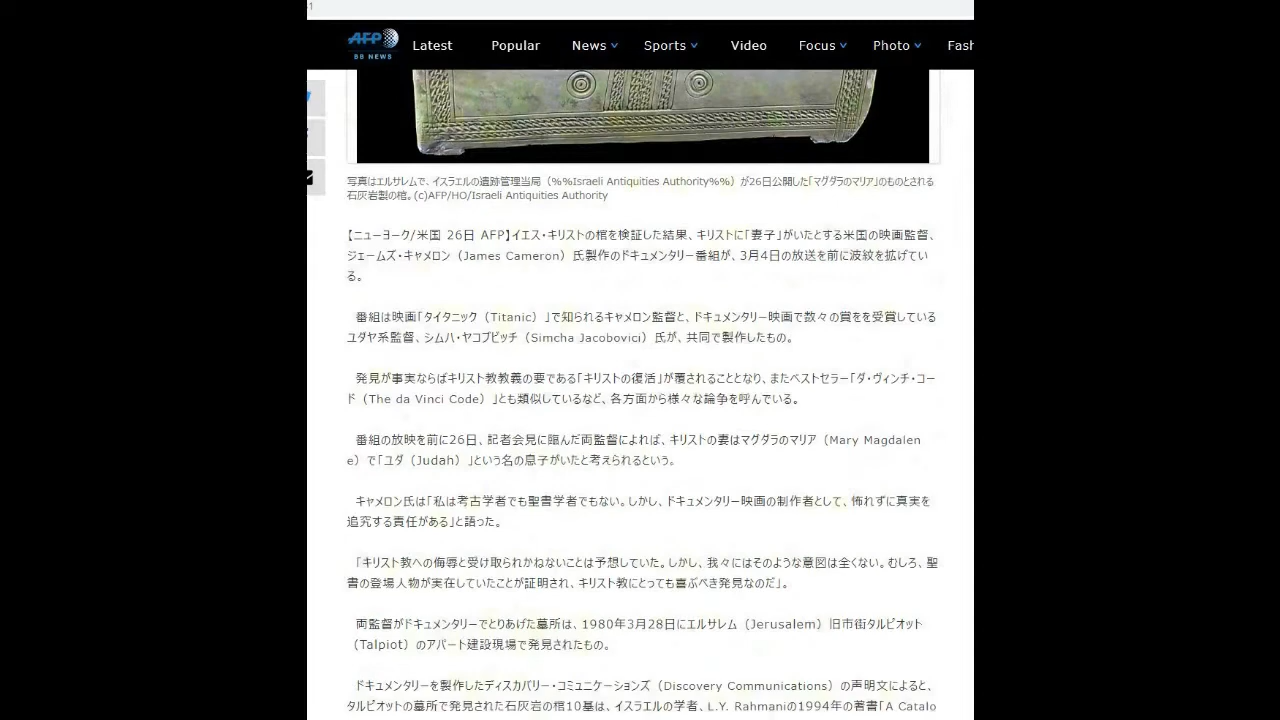 -1
AFP
BB NEWS
Latest Popular News Sports Video Focus Photo Fash
写真はエルサレムで、イスラエルの遺跡管理当局（%%Israeli Antiquities Authority%%）が26日公開した「マグダラのマリア」のものとされる
石灰岩製の棺。(c)AFP/HO/Israeli Antiquities Authority
【ニューヨーク/米国 26日 AFP】イエス・キリストの棺を検証した結果、キリストに「妻子」がいたとする米国の映画監督、
ジェームズ・キャメロン（James Cameron）氏製作のドキュメンタリー番組が、3月4日の放送を前に波紋を拡げてい
る。
番組は映画「タイタニック（Titanic）」で知られるキャメロン監督と、ドキュメンタリー映画で数々の賞をを受賞している
ユダヤ系監督、シムハ・ヤコブビッチ（Simcha Jacobovici）氏が、共同で製作したもの。
発見が事実ならばキリスト教教義の要である「キリストの復活」が覆されることとなり、またベストセラー「ダ・ヴィンチ・コー
ド（The da Vinci Code）」とも類似しているなど、各方面から様々な論争を呼んでいる。
番組の放映を前に26日、記者会見に臨んだ両監督によれば、キリストの妻はマグダラのマリア（Mary Magdalen
e）で「ユダ（Judah）」という名の息子がいたと考えられるという。
キャメロン氏は「私は考古学者でも聖書学者でもない。しかし、ドキュメンタリー映画の制作者として、怖れずに真実を
追究する責任がある」と語った。
「キリスト教への侮辱と受け取られかねないことは予想していた。しかし、我々にはそのような意図は全くない。むしろ、聖
書の登場人物が実在していたことが証明され、キリスト教にとっても喜ぶべき発見なのだ」。
両監督がドキュメンタリーでとりあげた墓所は、1980年3月28日にエルサレム（Jerusalem）旧市街タルピオット
（Talpiot）のアパート建設現場で発見されたもの。
ドキュメンタリーを製作したディスカバリー・コミュニケーションズ（Discovery Communications）の声明文によると、
タルピオットの墓所で発見された石灰岩の棺10基は、イスラエルの学者、L.Y. Rahmaniの1994年の著書「A Catalo